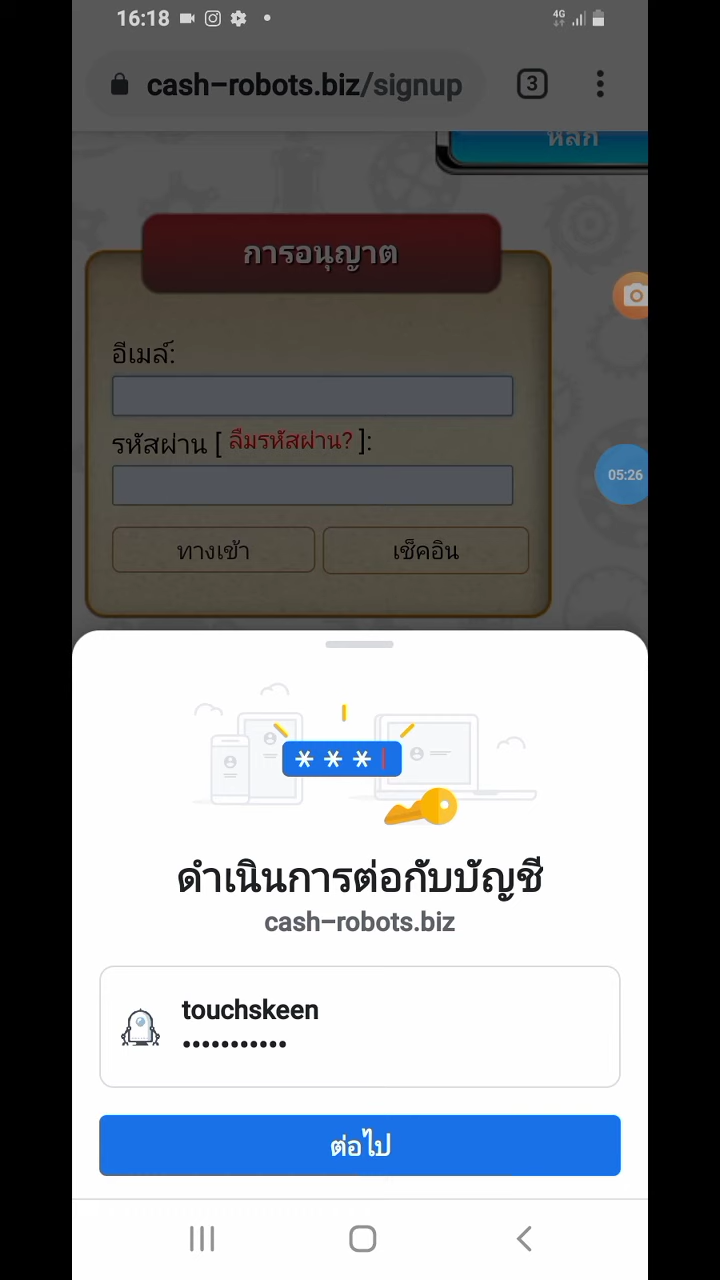 16:18
4G
cash-robots.biz/signup
3
หลัก
การอนุญาต
อีเมล์:
รหัสผ่าน [ ลืมรหัสผ่าน? ]:
05:26
ทางเข้า
เช็คอิน
***
ดำเนินการต่อกับบัญชี
cash-robots.biz
touchskeen
•••••••••••
ต่อไป